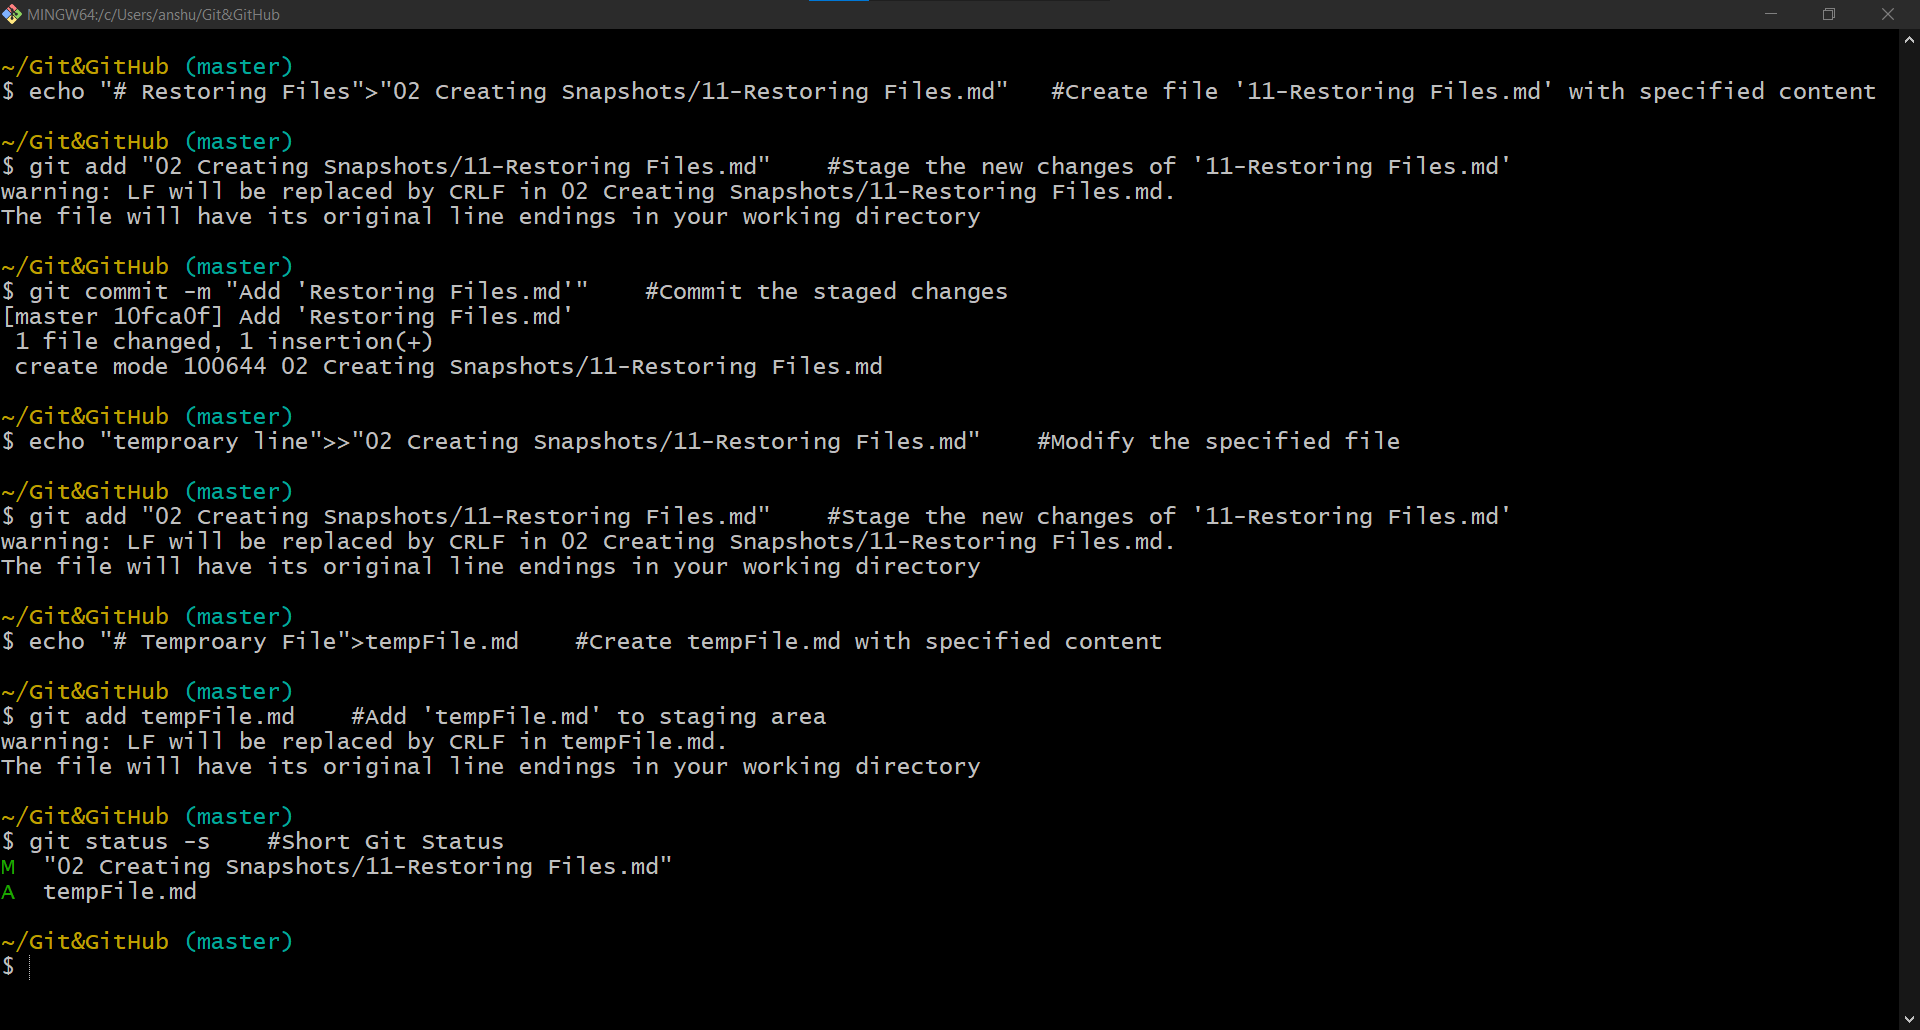 MINGW64:/c/Users/anshu/Git&GitHub
~/Git&GitHub (master)
$ echo "# Restoring Files">"02 Creating Snapshots/11-Restoring Files.md"   #Create file '11-Restoring Files.md' with specified content
~/Git&GitHub (master)
$ git add "02 Creating Snapshots/11-Restoring Files.md"    #Stage the new changes of '11-Restoring Files.md'
warning: LF will be replaced by CRLF in 02 Creating Snapshots/11-Restoring Files.md.
The file will have its original line endings in your working directory
~/Git&GitHub (master)
$ git commit -m "Add 'Restoring Files.md'"    #Commit the staged changes
[master 10fca0f] Add 'Restoring Files.md'
 1 file changed, 1 insertion(+)
 create mode 100644 02 Creating Snapshots/11-Restoring Files.md
~/Git&GitHub (master)
$ echo "temproary line">>"02 Creating Snapshots/11-Restoring Files.md"    #Modify the specified file
~/Git&GitHub (master)
$ git add "02 Creating Snapshots/11-Restoring Files.md"    #Stage the new changes of '11-Restoring Files.md'
warning: LF will be replaced by CRLF in 02 Creating Snapshots/11-Restoring Files.md.
The file will have its original line endings in your working directory
~/Git&GitHub (master)
$ echo "# Temproary File">tempFile.md    #Create tempFile.md with specified content
~/Git&GitHub (master)
$ git add tempFile.md    #Add 'tempFile.md' to staging area
warning: LF will be replaced by CRLF in tempFile.md.
The file will have its original line endings in your working directory
~/Git&GitHub (master)
$ git status -s    #Short Git Status
M  "02 Creating Snapshots/11-Restoring Files.md"
A  tempFile.md
~/Git&GitHub (master)
$